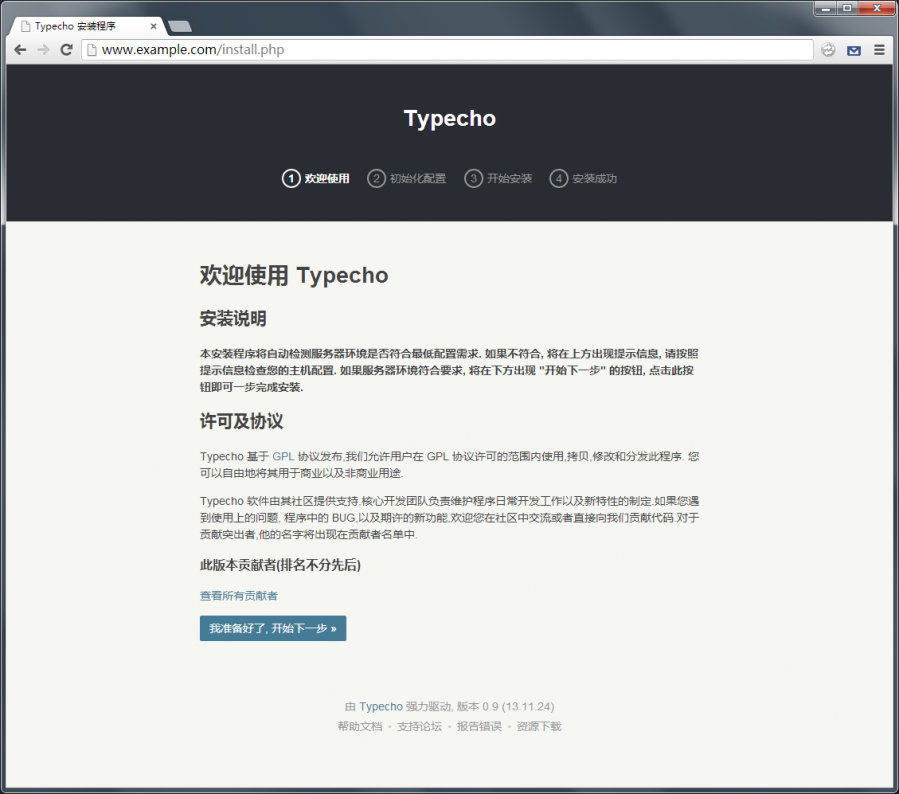 Typecho 安装程序
www.example.com/install.php
Typecho
1 欢迎使用 2 初始化配置 3 开始安装 4 安装成功
欢迎使用 Typecho
安装说明
本安装程序将自动检测服务器环境是否符合最低配置需求. 如果不符合, 将在上方出现提示信息, 请按照
提示信息检查您的主机配置. 如果服务器环境符合要求, 将在下方出现 "开始下一步" 的按钮, 点击此按
钮即可一步完成安装.
许可及协议
Typecho 基于 GPL 协议发布,我们允许用户在 GPL 协议许可的范围内使用,拷贝,修改和分发此程序. 您
可以自由地将其用于商业以及非商业用途.
Typecho 软件由其社区提供支持,核心开发团队负责维护程序日常开发工作以及新特性的制定.如果您遇
到使用上的问题, 程序中的 BUG,以及期许的新功能,欢迎您在社区中交流或者直接向我们贡献代码.对于
贡献突出者,他的名字将出现在贡献者名单中.
此版本贡献者(排名不分先后)
查看所有贡献者
我准备好了, 开始下一步 »
由 Typecho 强力驱动, 版本 0.9 (13.11.24)
帮助文档 • 支持论坛 • 报告错误 • 资源下载